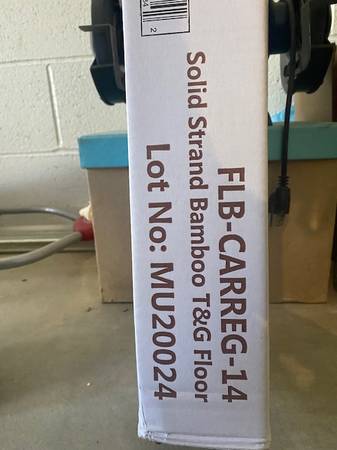 FLB-CARREG-14
Solid Strand Bamboo T&G Floor
Lot No: MU20024